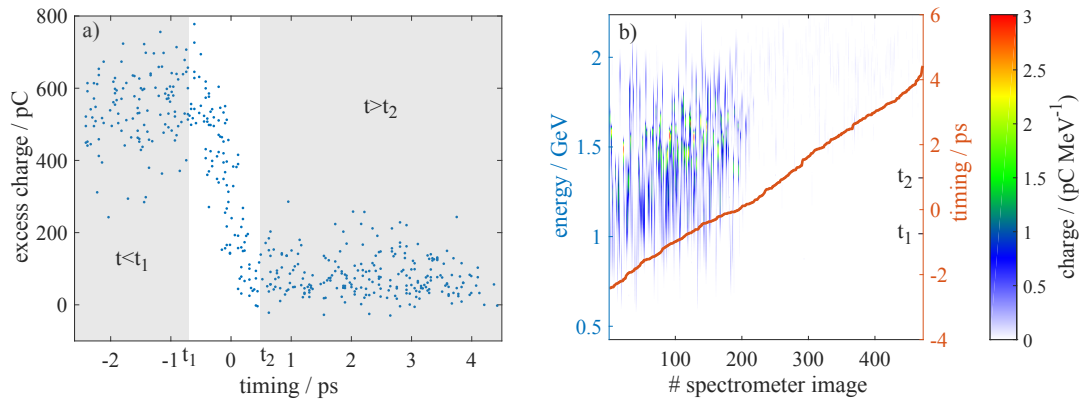 a)
800
600
400
200
0
excess charge / pC
t<t₁
t>t₂
-2
-1
t₁
0
t₂
1
2
3
4
timing / ps
b)
2
1.5
1
0.5
energy / GeV
100
200
300
400
# spectrometer image
6
4
2
0
-2
-4
t₂
t₁
timing / ps
3
2.5
2
1.5
1
0.5
0
charge / (pC MeV⁻¹)